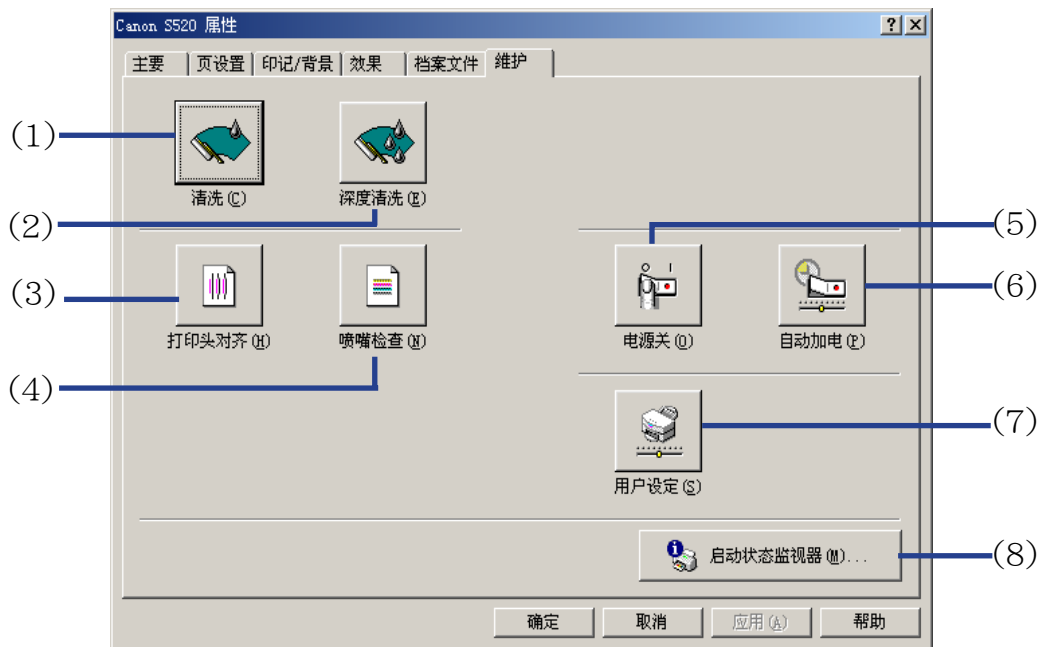 Canon S520 属性
主要 页设置 印记/背景 效果 档案文件 维护
(1)
清洗(C) 深度清洗(E)
(2) (5)
(3) (6)
打印头对齐(H) 喷嘴检查(N) 电源关(O) 自动加电(P)
(4)
(7)
用户设定(S)
启动状态监视器(M)... (8)
确定 取消 应用(A) 帮助